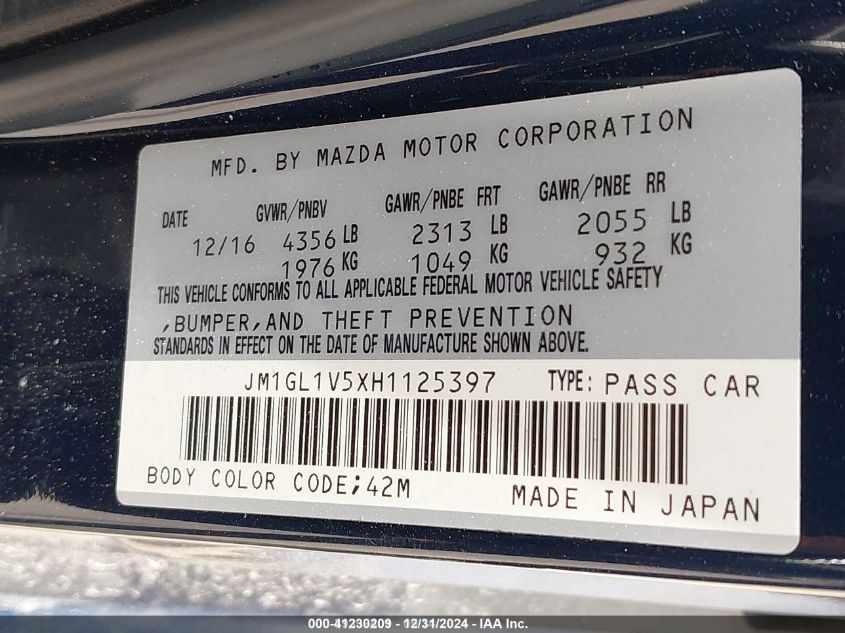 MFD. BY MAZDA MOTOR CORPORATION
DATE GVWR/PNBV GAWR/PNBE FRT GAWR/PNBE RR
12/16 4356 LB 2313 LB 2055 LB
1976 KG 1049 KG 932 KG
THIS VEHICLE CONFORMS TO ALL APPLICABLE FEDERAL MOTOR VEHICLE SAFETY
,BUMPER,AND THEFT PREVENTION
STANDARDS IN EFFECT ON THE DATE OF MANUFACTURE SHOWN ABOVE.
JM1GL1V5XH1125397 TYPE: PASS CAR
BODY COLOR CODE;42M MADE IN JAPAN
000-41230209 - 12/31/2024 - IAA Inc.